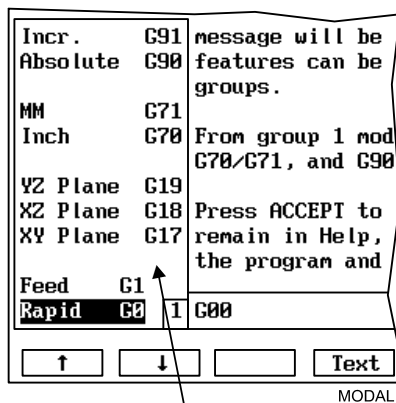 Incr. G91
Absolute G90
MM G71
Inch G70
YZ Plane G19
XZ Plane G18
XY Plane G17
Feed G1
Rapid G0
message will be
features can be
groups.
From group 1 mod
G70/G71, and G90
Press ACCEPT to
remain in Help,
the program and
1 G00
↑ ↓ Text
MODAL